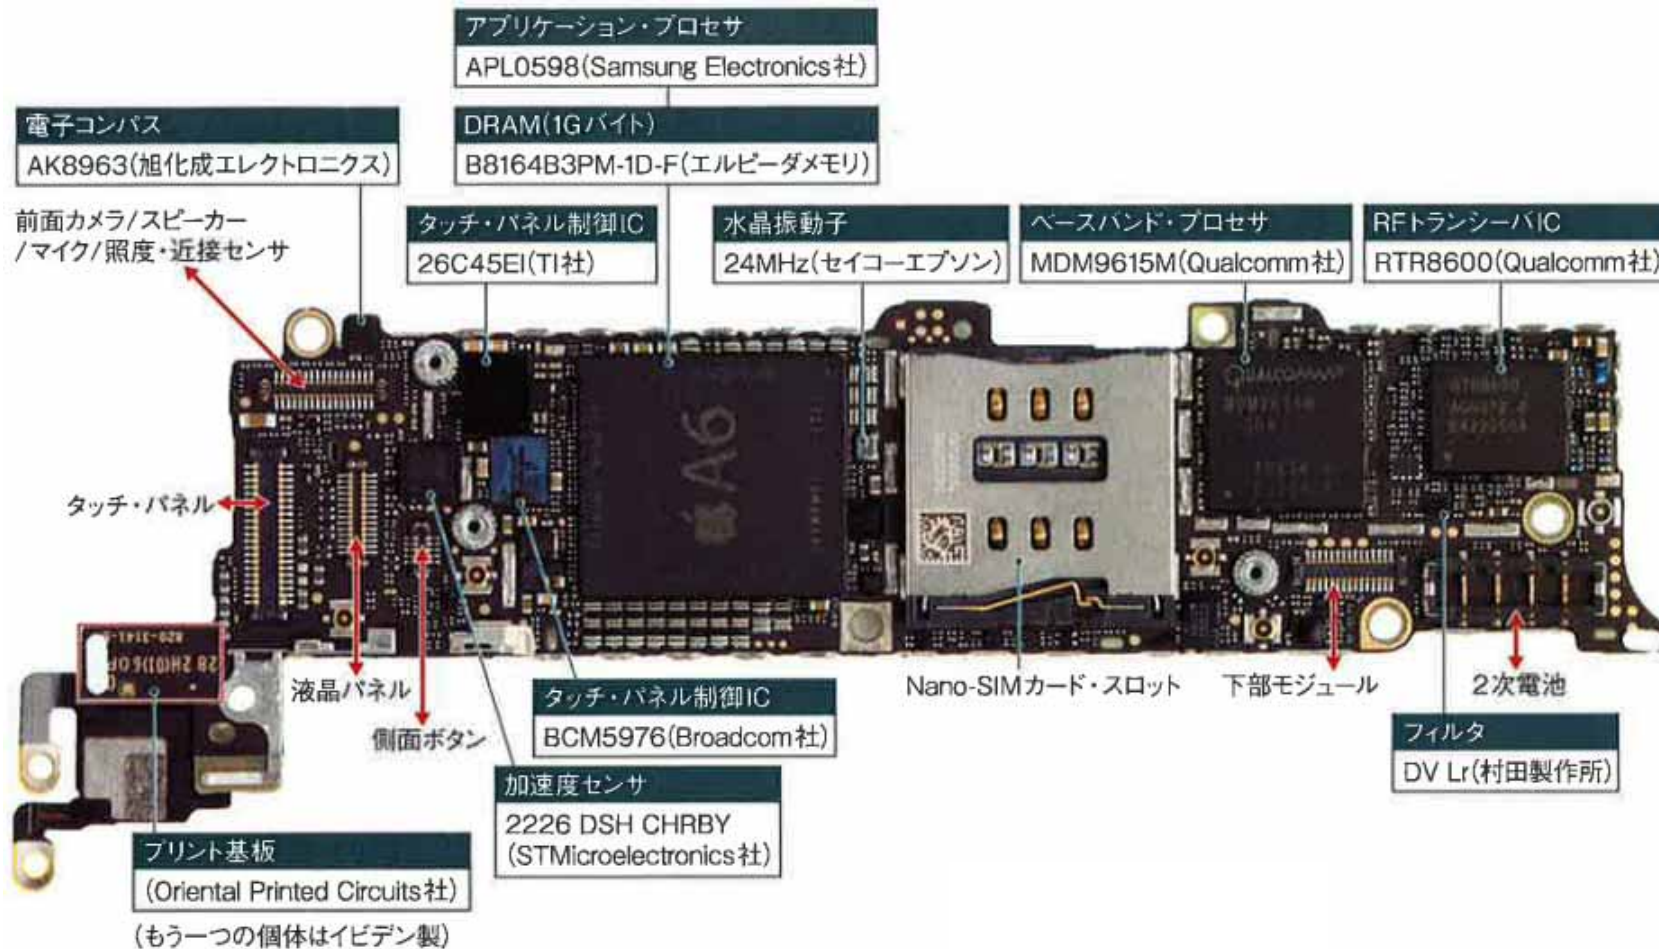 アプリケーション・プロセサ
APL0598(Samsung Electronics社)
電子コンパス
AK8963(旭化成エレクトロニクス)
DRAM(1Gバイト)
B8164B3PM-1D-F(エルピーダメモリ)
前面カメラ/スピーカー
/マイク/照度・近接センサ
タッチ・パネル制御IC
26C45EI(TI社)
水晶振動子
24MHz(セイコーエプソン)
ベースバンド・プロセサ
MDM9615M(Qualcomm社)
RFトランシーバIC
RTR8600(Qualcomm社)
QUALCOMM
RTR8600
A6
タッチ・パネル
820-3141-
液晶パネル
側面ボタン
タッチ・パネル制御IC
BCM5976(Broadcom社)
Nano-SIMカード・スロット
下部モジュール
2次電池
フィルタ
DV Lr(村田製作所)
加速度センサ
2226 DSH CHRBY
(STMicroelectronics社)
プリント基板
(Oriental Printed Circuits社)
(もう一つの個体はイビデン製)